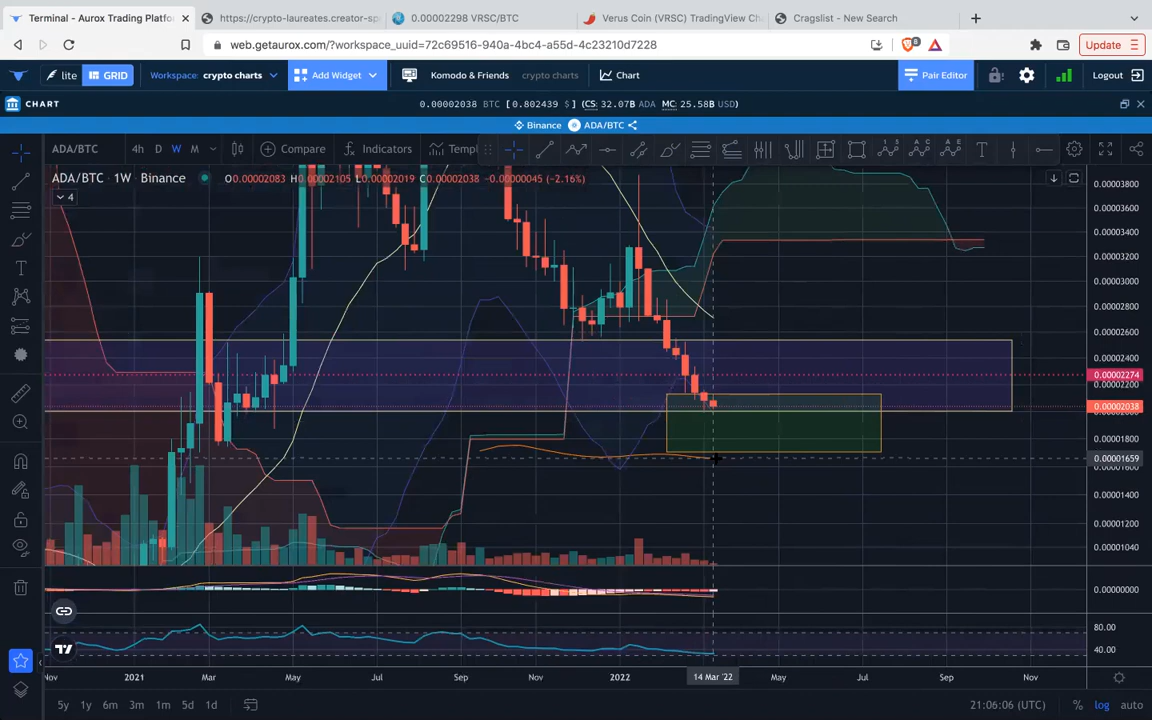 Terminal - Aurox Trading Platfo
https://crypto-laureates.creator-sp
0.00002298 VRSC/BTC
Verus Coin (VRSC) TradingView Cha
Cragslist - New Search
web.getaurox.com/?workspace_uuid=72c69516-940a-4bc4-a55d-4c23210d7228
Update
lite
GRID
Workspace: crypto charts
Add Widget
Komodo & Friends
crypto charts
Chart
Pair Editor
Logout
CHART
0.00002038 BTC [0.802439 $] (CS: 32.07B ADA MC: 25.58B USD)
Binance
ADA/BTC
ADA/BTC
4h
D
W
M
Compare
Indicators
Templ
ADA/BTC · 1W · Binance
O0.00002083 H0.00002105 L0.00002019 C0.00002038 -0.00000045 (-2.16%)
4
0.00003800
0.00003600
0.00003400
0.00003200
0.00003000
0.00002800
0.00002600
0.00002400
0.00002274
0.00002200
0.00002038
0.00001800
0.00001659
0.00001400
0.00001200
0.00001040
0.00000000
80.00
40.00
Nov
2021
Mar
May
Jul
Sep
Nov
2022
14 Mar '22
May
Jul
Sep
Nov
5y
1y
6m
3m
1m
5d
1d
21:06:06 (UTC)
%
log
auto